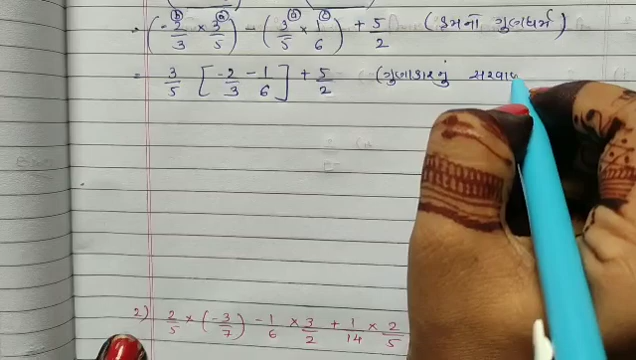 = (-2/3 × 3/5) - (3/5 × 1/6) + 5/2 (ક્રમનો ગુણધર્મ)
b a a c
= 3/5 [-2/3 - 1/6] + 5/2 (ગુણાકારનું સરવા
2) 2/5 × (-3/7) - 1/6 × 3/2 + 1/14 × 2/5